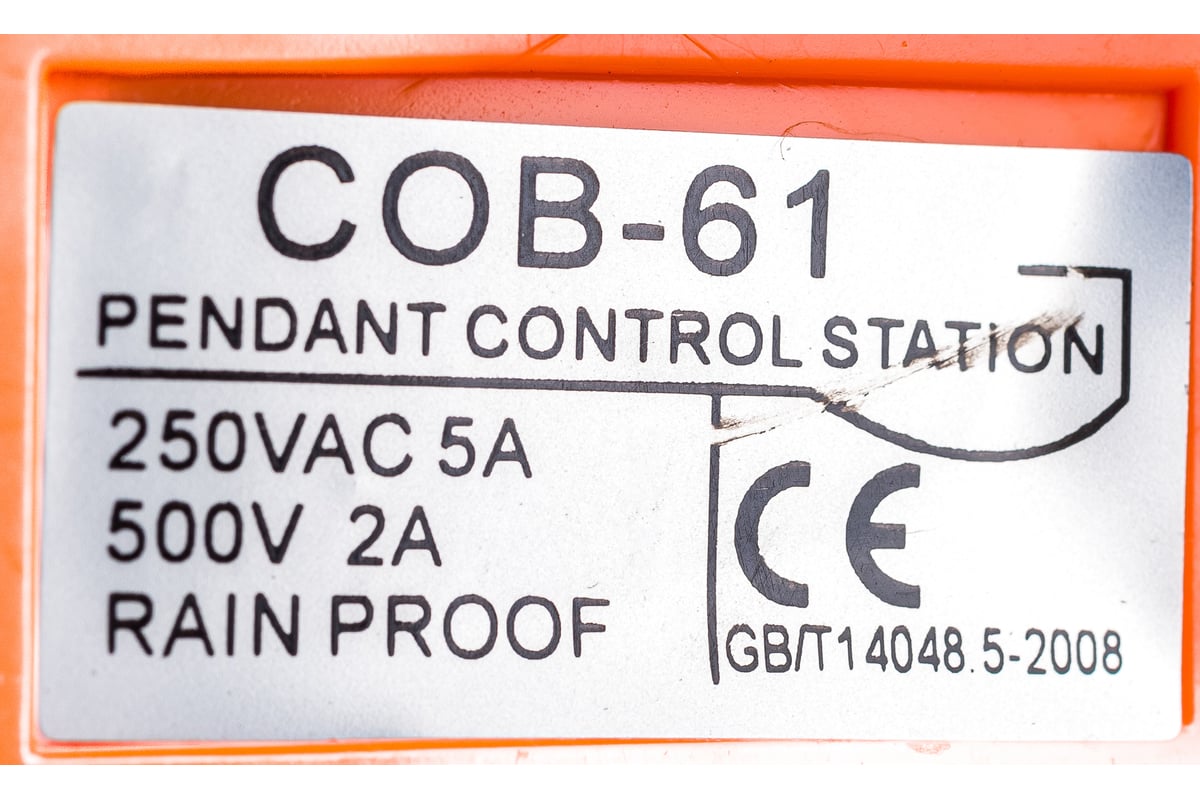 COB-61
PENDANT CONTROL STATION
250VAC 5A
500V 2A
RAIN PROOF
CE
GB/T14048.5-2008